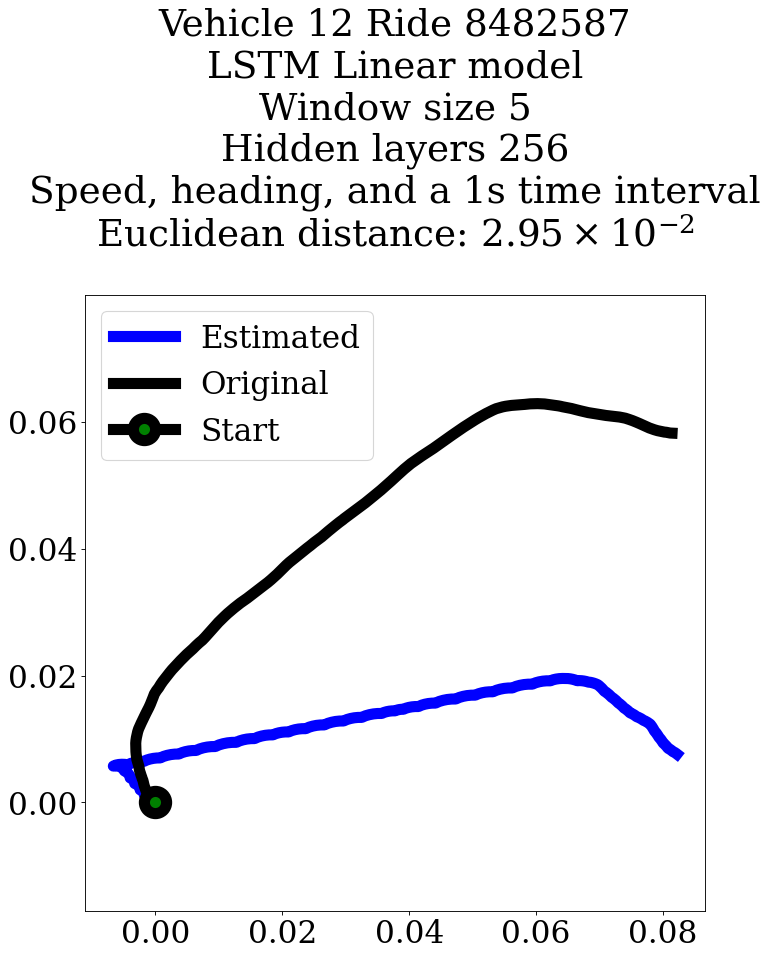 Vehicle 12 Ride 8482587
LSTM Linear model
Window size 5
Hidden layers 256
Speed, heading, and a 1s time interval
Euclidean distance: 2.95 × 10⁻²
Estimated
Original
Start
0.06
0.04
0.02
0.00
0.00 0.02 0.04 0.06 0.08